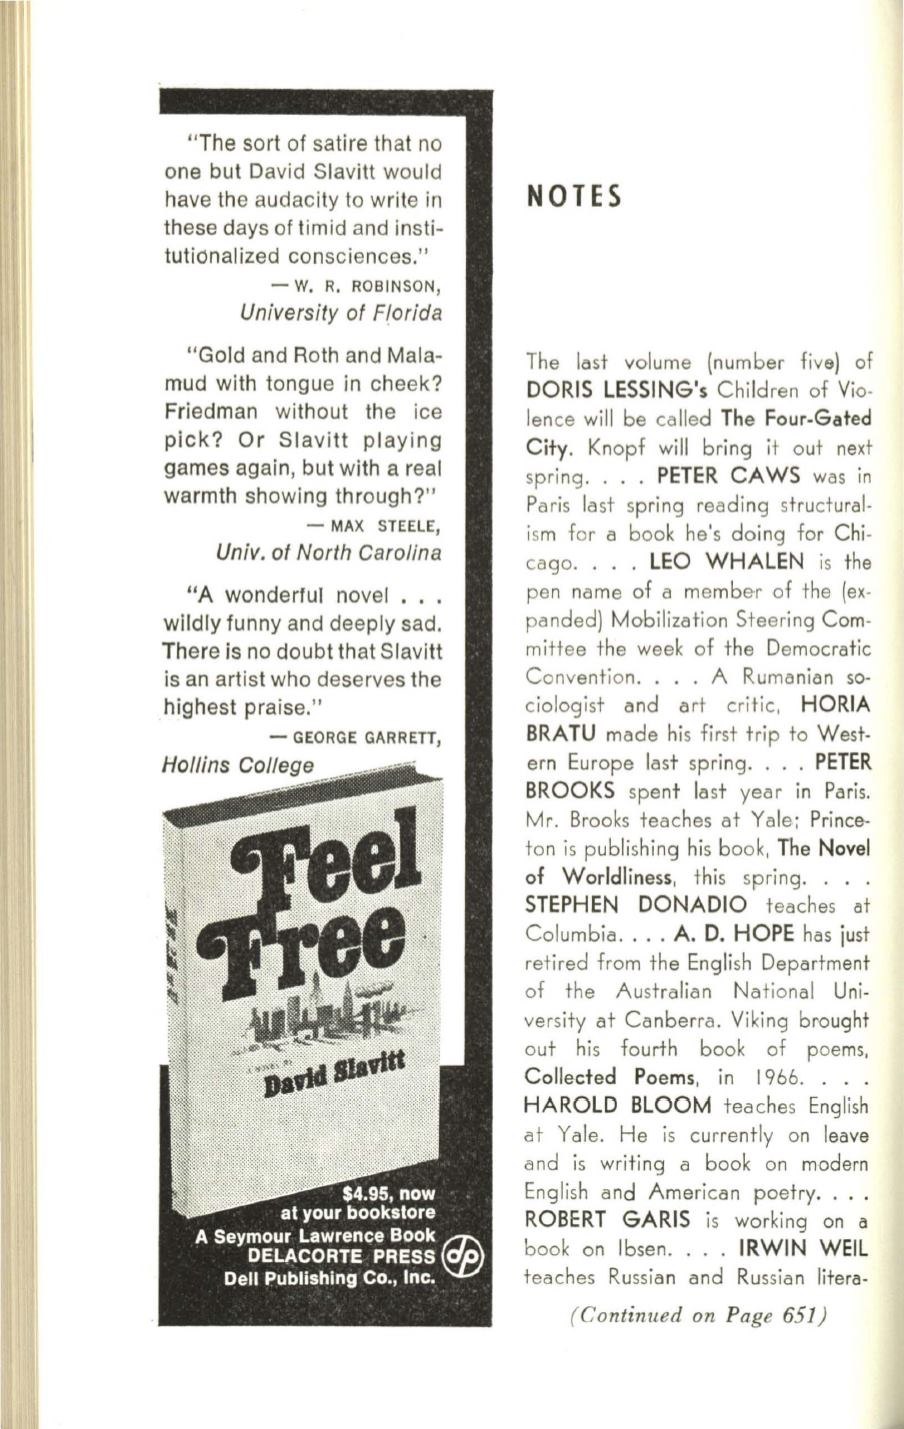 "The sort of satire that no
one but David Slavitt would
have the audacity to write in
these days of timid and insti-
tutionalized consciences."
— W. R. ROBINSON,
University of Florida
"Gold and Roth and Mala-
mud with tongue in cheek?
Friedman without the ice
pick? Or Slavitt playing
games again, but with a real
warmth showing through?"
— MAX STEELE,
Univ. of North Carolina
"A wonderful novel . . .
wildly funny and deeply sad.
There is no doubt that Slavitt
is an artist who deserves the
highest praise."
— GEORGE GARRETT,
Hollins College
Feel
Free
A NOVEL BY
David Slavitt
$4.95, now
at your bookstore
A Seymour Lawrence Book
DELACORTE PRESS
Dell Publishing Co., Inc.
dp
NOTES
The last volume (number five) of
DORIS LESSING's Children of Vio-
lence will be called The Four-Gated
City. Knopf will bring it out next
spring. . . . PETER CAWS was in
Paris last spring reading structural-
ism for a book he's doing for Chi-
cago. . . . LEO WHALEN is the
pen name of a member of the (ex-
panded) Mobilization Steering Com-
mittee the week of the Democratic
Convention. . . . A Rumanian so-
ciologist and art critic, HORIA
BRATU made his first trip to West-
ern Europe last spring. . . . PETER
BROOKS spent last year in Paris.
Mr. Brooks teaches at Yale; Prince-
ton is publishing his book, The Novel
of Worldliness, this spring. . . .
STEPHEN DONADIO teaches at
Columbia. . . . A. D. HOPE has just
retired from the English Department
of the Australian National Uni-
versity at Canberra. Viking brought
out his fourth book of poems,
Collected Poems, in 1966. . . .
HAROLD BLOOM teaches English
at Yale. He is currently on leave
and is writing a book on modern
English and American poetry. . . .
ROBERT GARIS is working on a
book on Ibsen. . . . IRWIN WEIL
teaches Russian and Russian litera-
(Continued on Page 651)